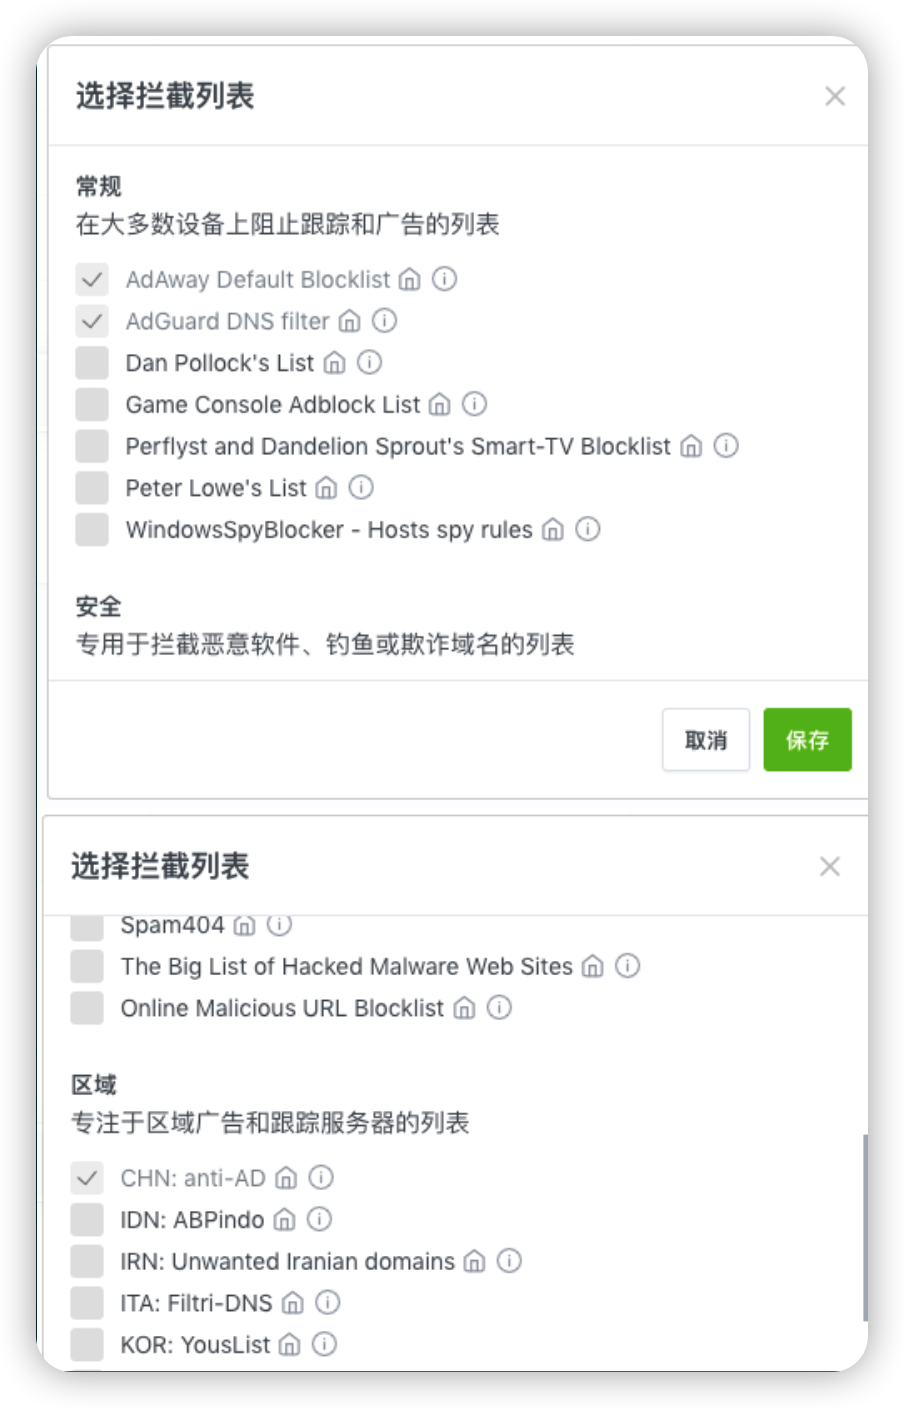 选择拦截列表
常规
在大多数设备上阻止跟踪和广告的列表
AdAway Default Blocklist
AdGuard DNS filter
Dan Pollock's List
Game Console Adblock List
Perflyst and Dandelion Sprout's Smart-TV Blocklist
Peter Lowe's List
WindowsSpyBlocker - Hosts spy rules
安全
专用于拦截恶意软件、钓鱼或欺诈域名的列表
取消 保存
选择拦截列表
Spam404
The Big List of Hacked Malware Web Sites
Online Malicious URL Blocklist
区域
专注于区域广告和跟踪服务器的列表
CHN: anti-AD
IDN: ABPindo
IRN: Unwanted Iranian domains
ITA: Filtri-DNS
KOR: YousList